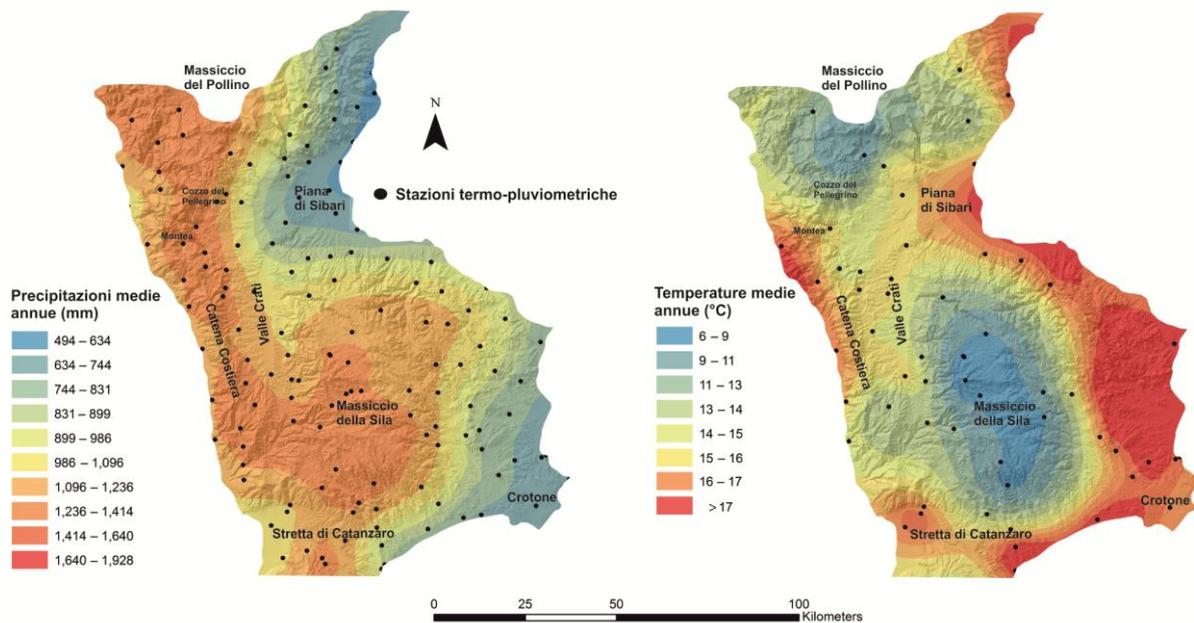 Massiccio
del Pollino
Cozzo del
Pellegrino
Montea
Piana
di Sibari
Valle Crati
Catena Costiera
Massiccio
della Sila
Crotone
Stretta di Catanzaro
Precipitazioni medie
annue (mm)
494 – 634
634 – 744
744 – 831
831 – 899
899 – 986
986 – 1,096
1,096 – 1,236
1,236 – 1,414
1,414 – 1,640
1,640 – 1,928
N
Stazioni termo-pluviometriche
Massiccio
del Pollino
Cozzo del
Pellegrino
Montea
Piana
di Sibari
Valle Crati
Catena Costiera
Massiccio
della Sila
Crotone
Stretta di Catanzaro
Temperature medie
annue (°C)
6 – 9
9 – 11
11 – 13
13 – 14
14 – 15
15 – 16
16 – 17
>17
0 25 50 100
Kilometers